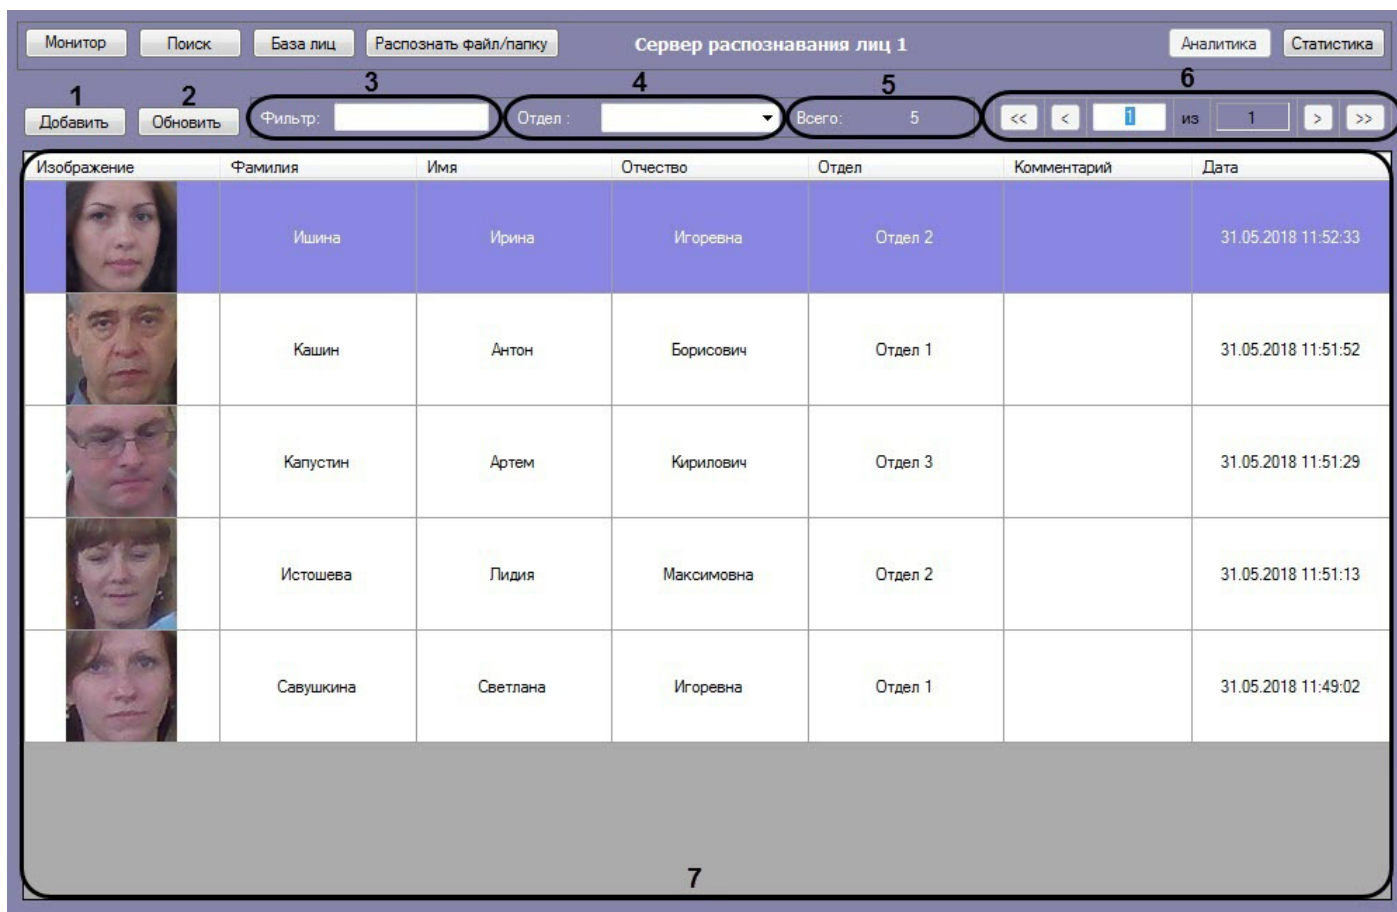 Монитор Поиск База лиц Распознать файл/папку Сервер распознавания лиц 1 Аналитика Статистика
1 2 3 4 5 6
Добавить Обновить Фильтр: Отдел : Всего: 5 << < 1 из 1 > >>
Изображение Фамилия Имя Отчество Отдел Комментарий Дата
Ишина Ирина Игоревна Отдел 2 31.05.2018 11:52:33
Кашин Антон Борисович Отдел 1 31.05.2018 11:51:52
Капустин Артем Кирилович Отдел 3 31.05.2018 11:51:29
Истошева Лидия Максимовна Отдел 2 31.05.2018 11:51:13
Савушкина Светлана Игоревна Отдел 1 31.05.2018 11:49:02
7